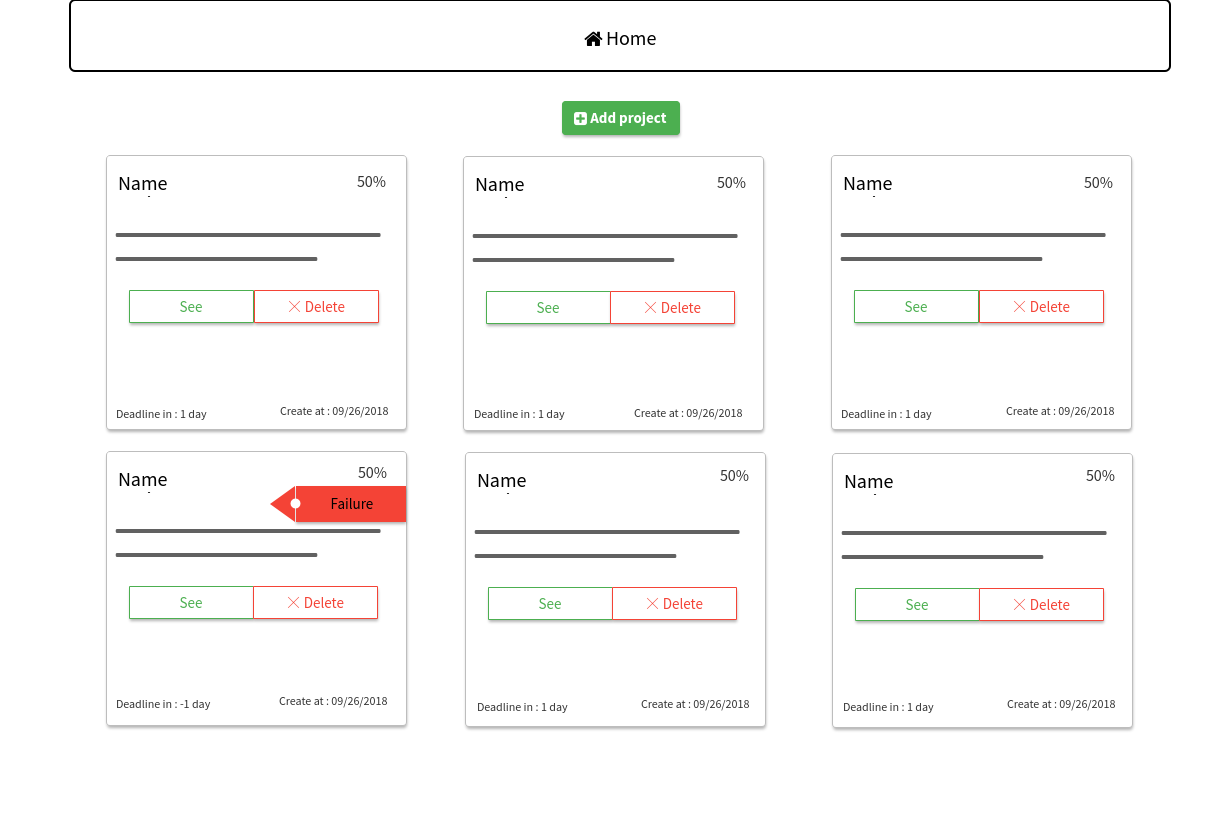 Home
Add project
Name
50%
See
Delete
Deadline in : 1 day
Create at : 09/26/2018
Name
50%
See
Delete
Deadline in : 1 day
Create at : 09/26/2018
Name
50%
See
Delete
Deadline in : 1 day
Create at : 09/26/2018
Name
50%
Failure
See
Delete
Deadline in : -1 day
Create at : 09/26/2018
Name
50%
See
Delete
Deadline in : 1 day
Create at : 09/26/2018
Name
50%
See
Delete
Deadline in : 1 day
Create at : 09/26/2018